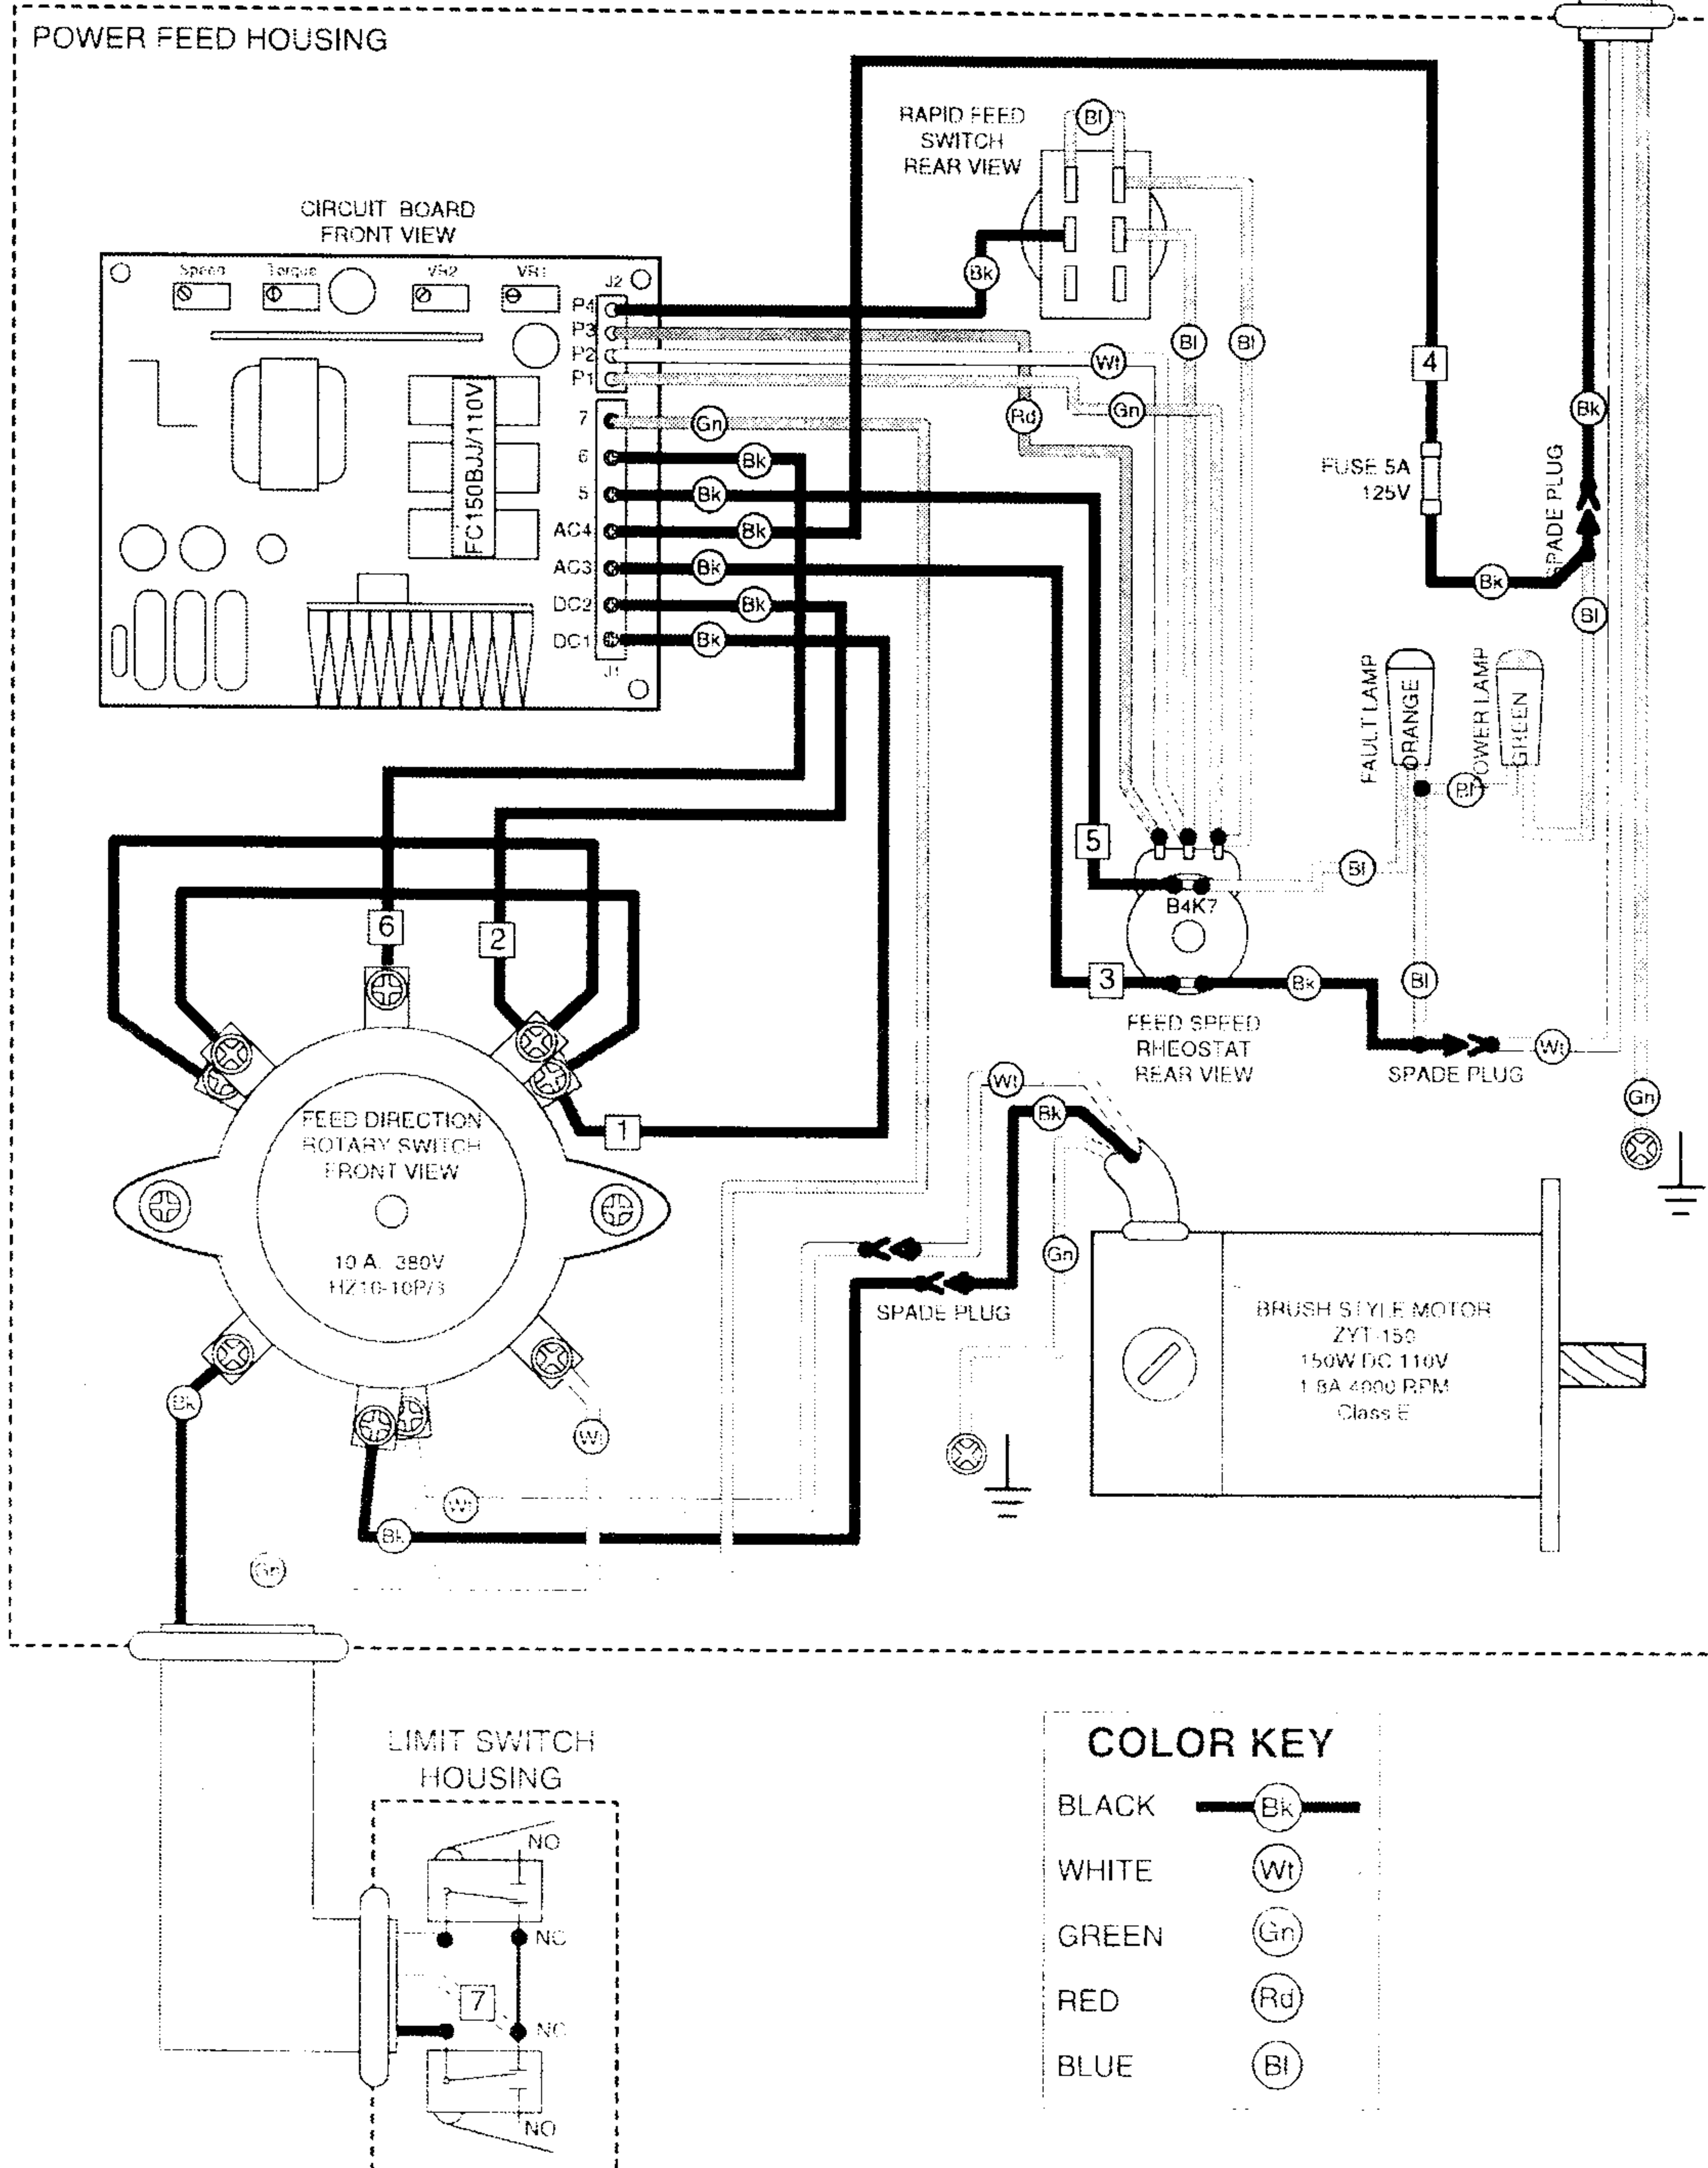 POWER FEED HOUSING
RAPID FEED
SWITCH
REAR VIEW
Bl
CIRCUIT BOARD
FRONT VIEW
Speed
Torque
VR2
VR1
J2
P4
P3
P2
P1
Bk
Bl
Bl
Wt
Rd
Gn
4
Bk
7
Gn
6
Bk
5
Bk
AC4
Bk
AC3
Bk
DC2
Bk
DC1
Bk
J1
FC150BJJ/110V
FUSE 5A
125V
SPADE PLUG
Bk
Bl
FAULT LAMP
ORANGE
POWER LAMP
GREEN
Bl
5
Bl
B4K7
6
2
3
Bk
Bl
FEED SPEED
RHEOSTAT
REAR VIEW
SPADE PLUG
Wt
Wt
Bk
Gn
FEED DIRECTION
ROTARY SWITCH
FRONT VIEW
1
10 A. 380V
HZ10-10P/3
Gn
SPADE PLUG
BRUSH STYLE MOTOR
ZYT-150
150W DC 110V
1.8A 4000 RPM
Class E
Bk
Wt
Wt
Bk
Gn
LIMIT SWITCH
HOUSING
NO
NC
7
NC
NO
COLOR KEY
BLACK Bk
WHITE Wt
GREEN Gn
RED Rd
BLUE Bl